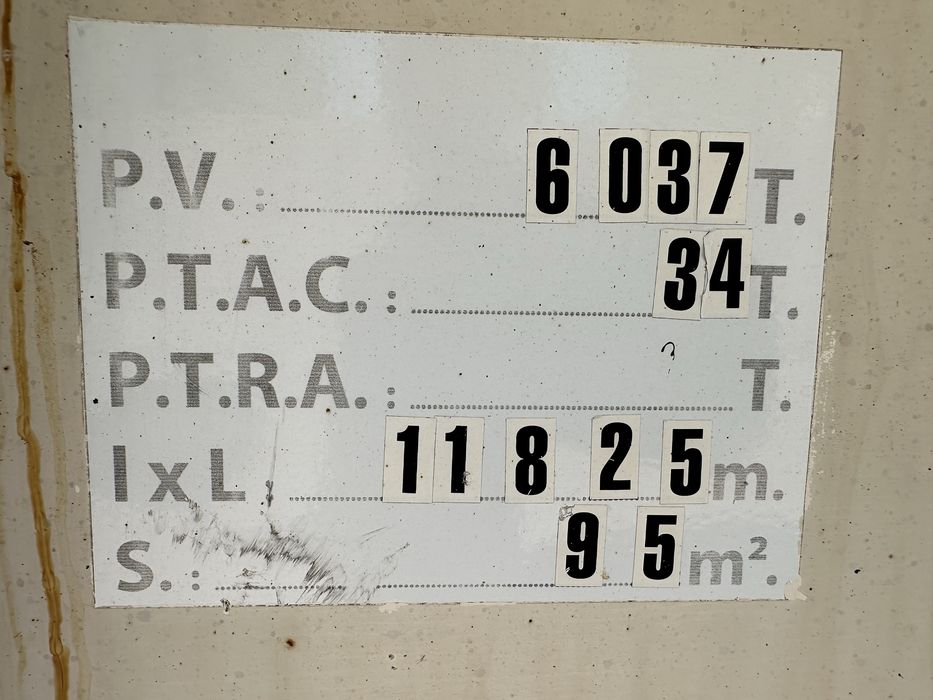 P.V. : 6 037 T.
P.T.A.C. : 34 T.
P.T.R.A. : T.
l x L 11 8 2 5 m.
S. : 9 5 m².